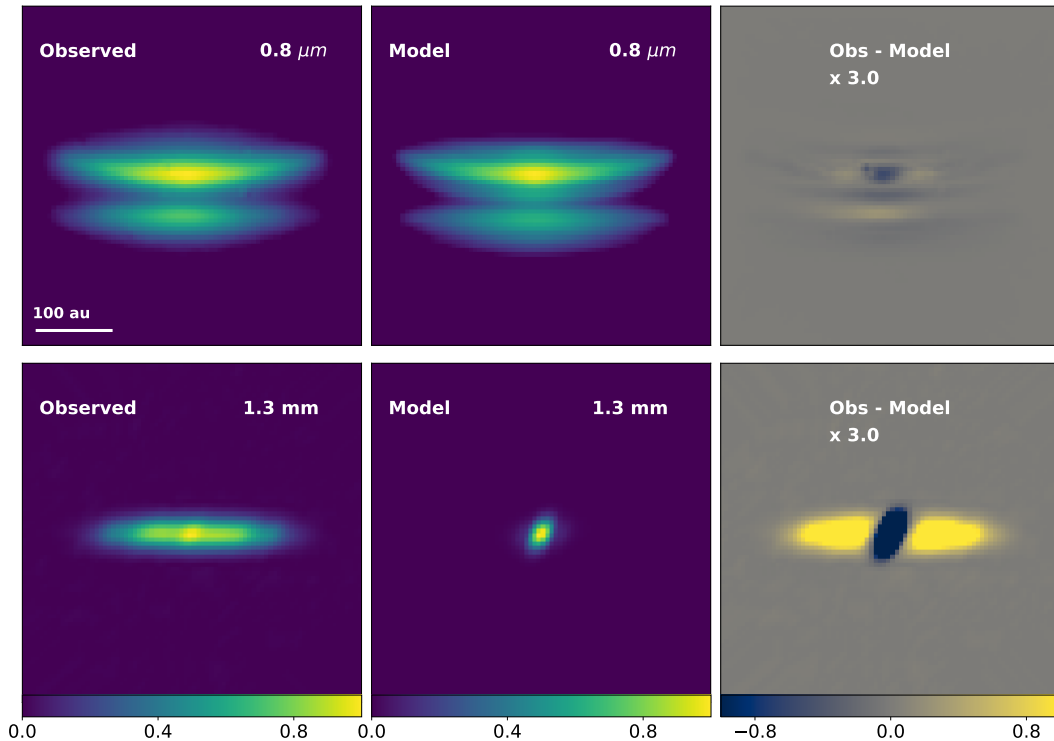 Observed 0.8 μm
Model 0.8 μm
Obs - Model
x 3.0
100 au
Observed 1.3 mm
Model 1.3 mm
Obs - Model
x 3.0
0.0 0.4 0.8
0.0 0.4 0.8
−0.8 0.0 0.8